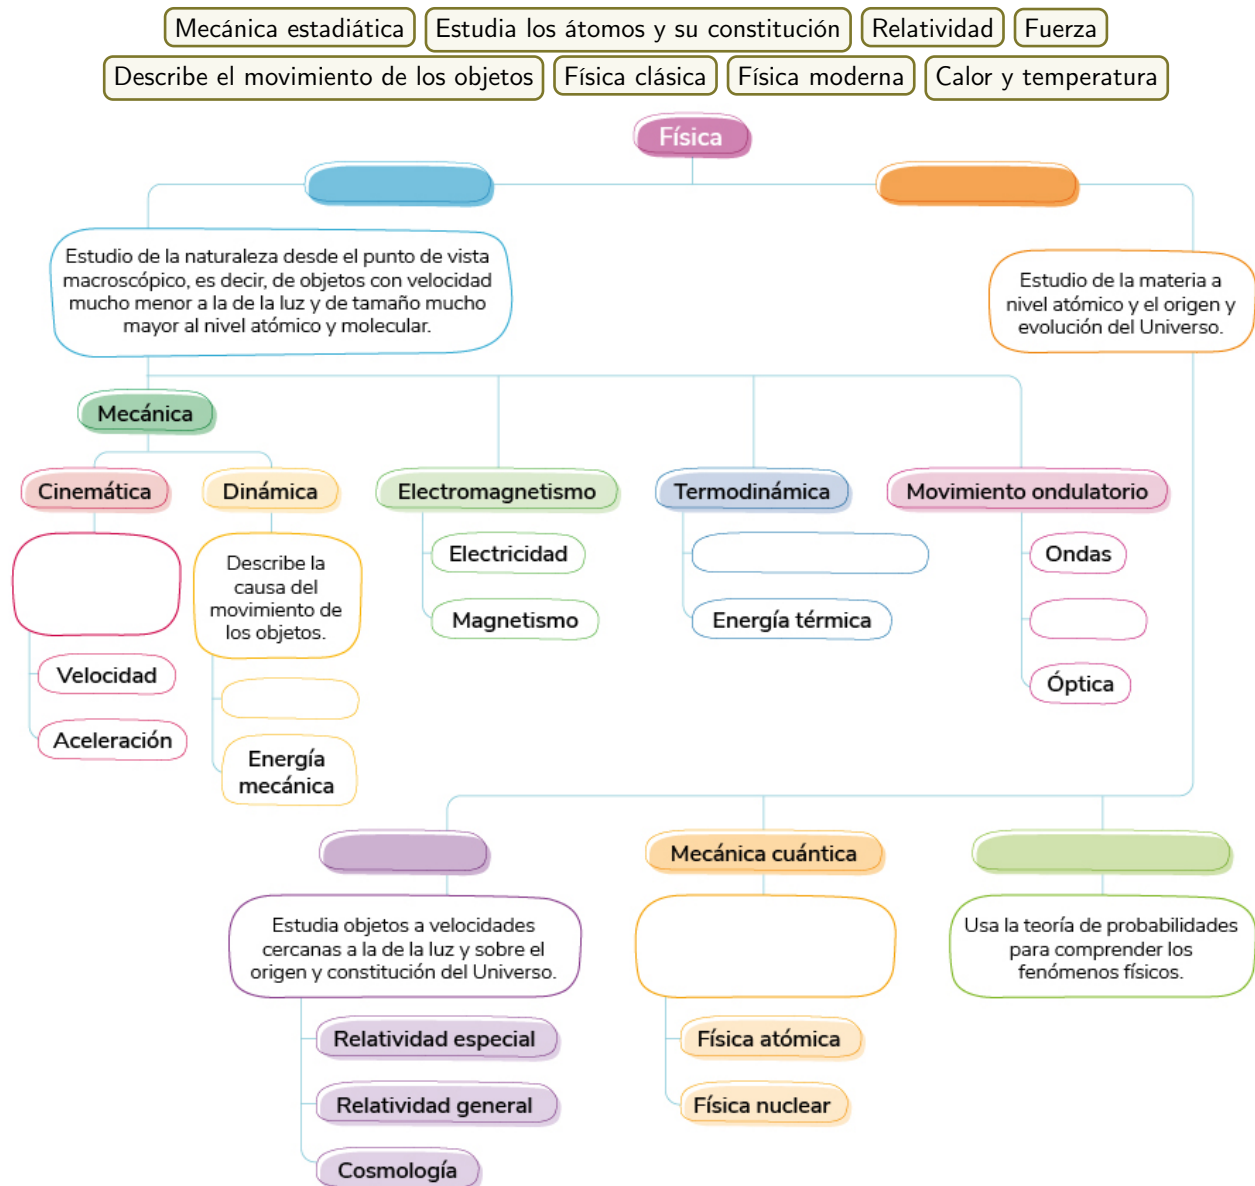 Mecánica estadiática Estudia los átomos y su constitución Relatividad Fuerza
Describe el movimiento de los objetos Física clásica Física moderna Calor y temperatura
Física
Estudio de la naturaleza desde el punto de vista
macroscópico, es decir, de objetos con velocidad
mucho menor a la de la luz y de tamaño mucho
mayor al nivel atómico y molecular.
Estudio de la materia a
nivel atómico y el origen y
evolución del Universo.
Mecánica
Cinemática
Dinámica
Electromagnetismo
Termodinámica
Movimiento ondulatorio
Describe la
causa del
movimiento de
los objetos.
Velocidad
Aceleración
Energía
mecánica
Electricidad
Magnetismo
Energía térmica
Ondas
Óptica
Mecánica cuántica
Estudia objetos a velocidades
cercanas a la de la luz y sobre el
origen y constitución del Universo.
Usa la teoría de probabilidades
para comprender los
fenómenos físicos.
Relatividad especial
Relatividad general
Cosmología
Física atómica
Física nuclear